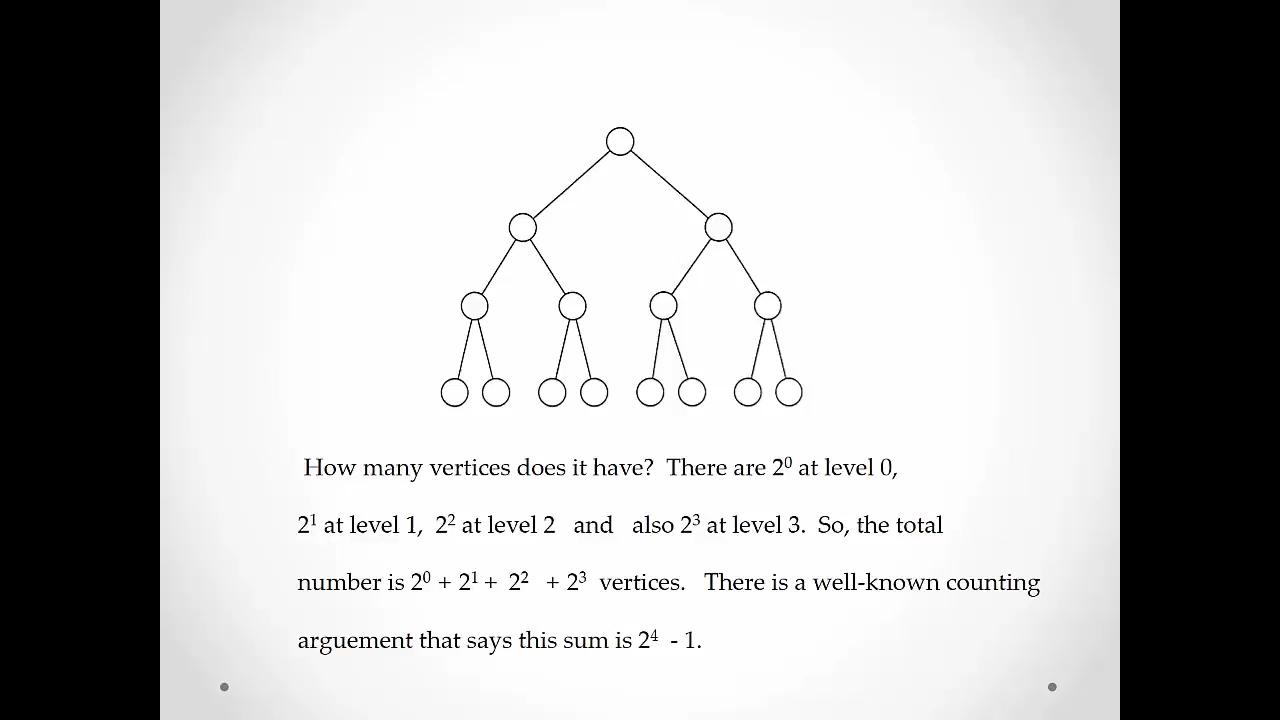 How many vertices does it have? There are 2⁰ at level 0,
2¹ at level 1, 2² at level 2 and also 2³ at level 3. So, the total
number is 2⁰ + 2¹ + 2² + 2³ vertices. There is a well-known counting
arguement that says this sum is 2⁴ - 1.